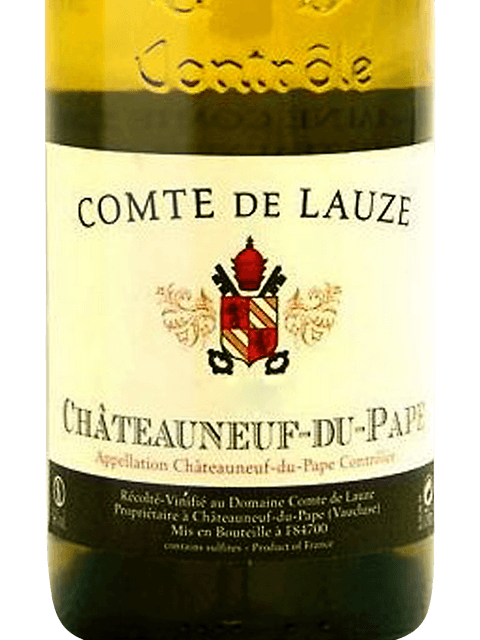 Contrôle
COMTE DE LAUZE
CHÂTEAUNEUF-DU-PAPE
Appellation Châteauneuf-du-Pape Contrôlée
Récolté-Vinifié au Domaine Comte de Lauze
Propriétaire à Châteauneuf-du-Pape (Vaucluse)
Mis en Bouteille à F84700
contains sulfites - Product of France